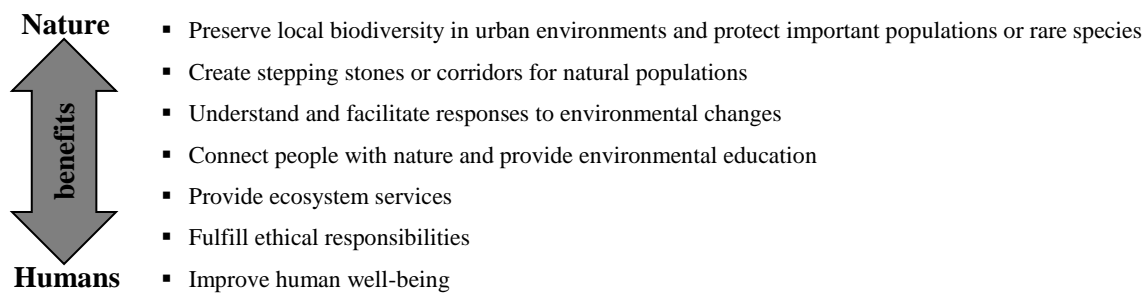 Nature
▪ Preserve local biodiversity in urban environments and protect important populations or rare species
▪ Create stepping stones or corridors for natural populations
▪ Understand and facilitate responses to environmental changes
▪ Connect people with nature and provide environmental education
benefits
▪ Provide ecosystem services
▪ Fulfill ethical responsibilities
Humans
▪ Improve human well-being